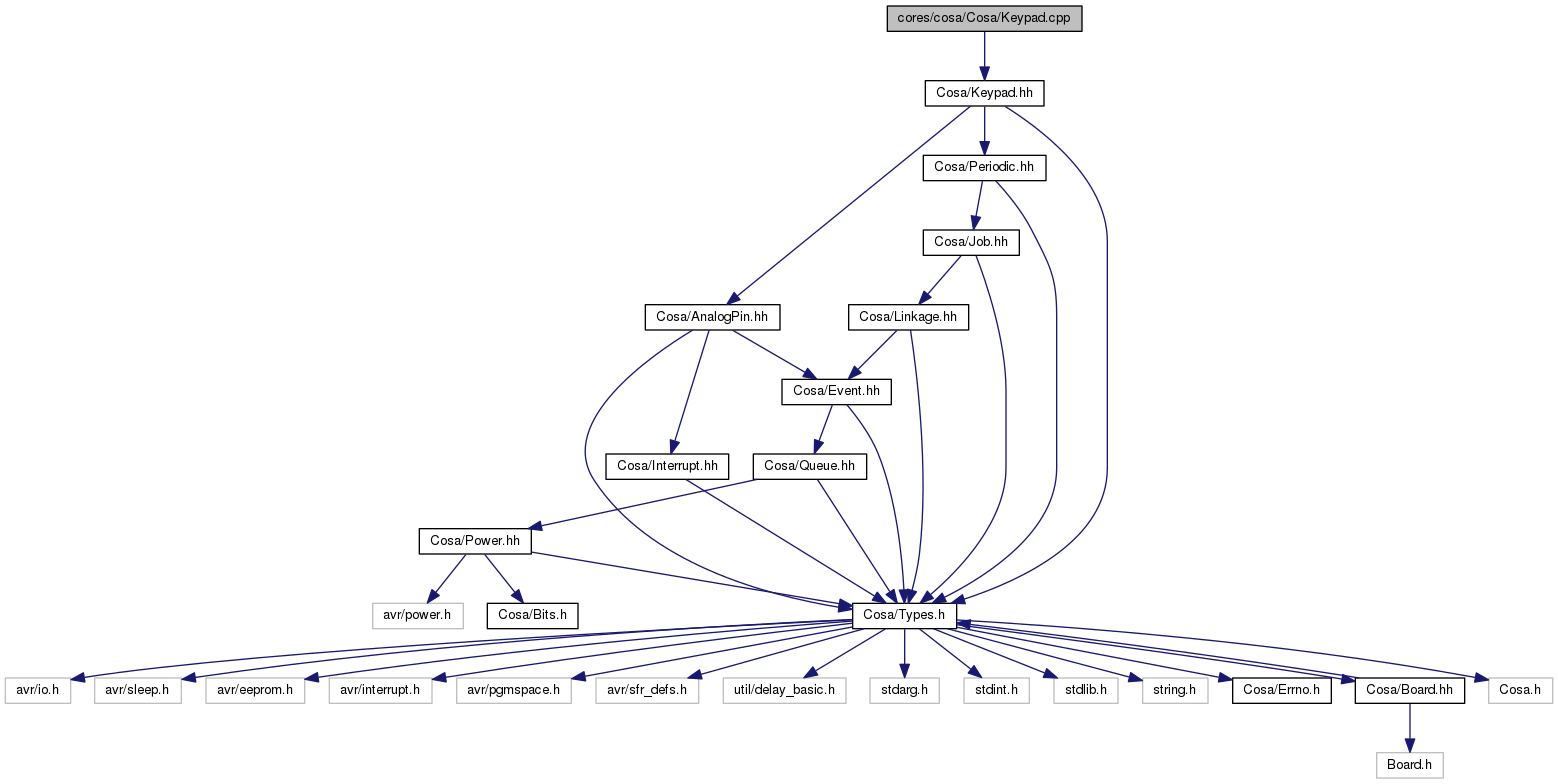 cores/cosa/Cosa/Keypad.cpp
Cosa/Keypad.hh
Cosa/Periodic.hh
Cosa/Job.hh
Cosa/AnalogPin.hh
Cosa/Linkage.hh
Cosa/Event.hh
Cosa/Interrupt.hh
Cosa/Queue.hh
Cosa/Power.hh
avr/power.h
Cosa/Bits.h
Cosa/Types.h
avr/io.h
avr/sleep.h
avr/eeprom.h
avr/interrupt.h
avr/pgmspace.h
avr/sfr_defs.h
util/delay_basic.h
stdarg.h
stdint.h
stdlib.h
string.h
Cosa/Errno.h
Cosa/Board.hh
Cosa.h
Board.h